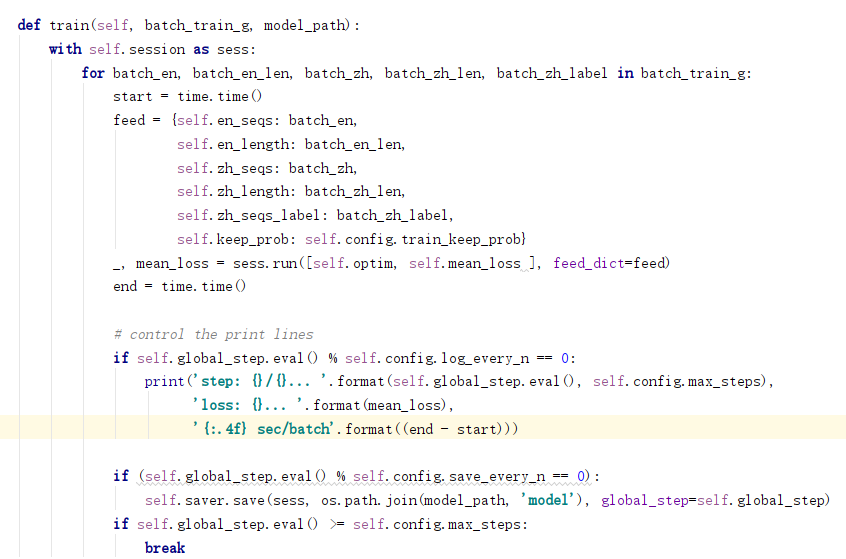 def train(self, batch_train_g, model_path):
    with self.session as sess:
        for batch_en, batch_en_len, batch_zh, batch_zh_len, batch_zh_label in batch_train_g:
            start = time.time()
            feed = {self.en_seqs: batch_en,
                    self.en_length: batch_en_len,
                    self.zh_seqs: batch_zh,
                    self.zh_length: batch_zh_len,
                    self.zh_seqs_label: batch_zh_label,
                    self.keep_prob: self.config.train_keep_prob}
            _, mean_loss = sess.run([self.optim, self.mean_loss ], feed_dict=feed)
            end = time.time()

            # control the print lines
            if self.global_step.eval() % self.config.log_every_n == 0:
                print('step: {}/{}... '.format(self.global_step.eval(), self.config.max_steps),
                      'loss: {}... '.format(mean_loss),
                      '{:.4f} sec/batch'.format((end - start)))

            if (self.global_step.eval() % self.config.save_every_n == 0):
                self.saver.save(sess, os.path.join(model_path, 'model'), global_step=self.global_step)
            if self.global_step.eval() >= self.config.max_steps:
                break